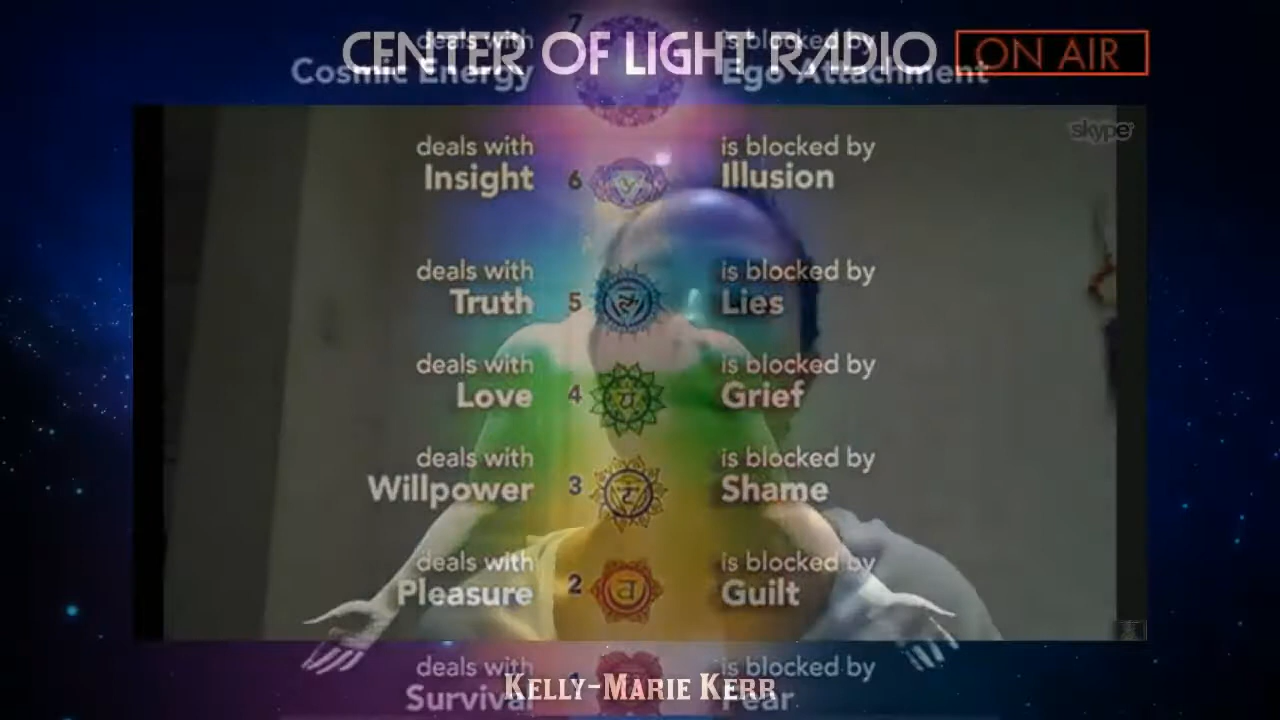 7
deals with
is blocked by
CENTER OF LIGHT RADIO
ON AIR
Cosmic Energy
Ego Attachment
skype
deals with
is blocked by
Insight
6
Illusion
deals with
is blocked by
Truth
5
Lies
deals with
is blocked by
Love
4
Grief
deals with
is blocked by
Willpower
3
Shame
deals with
is blocked by
Pleasure
2
Guilt
deals with
is blocked by
Survival
Fear
KELLY-MARIE KERR